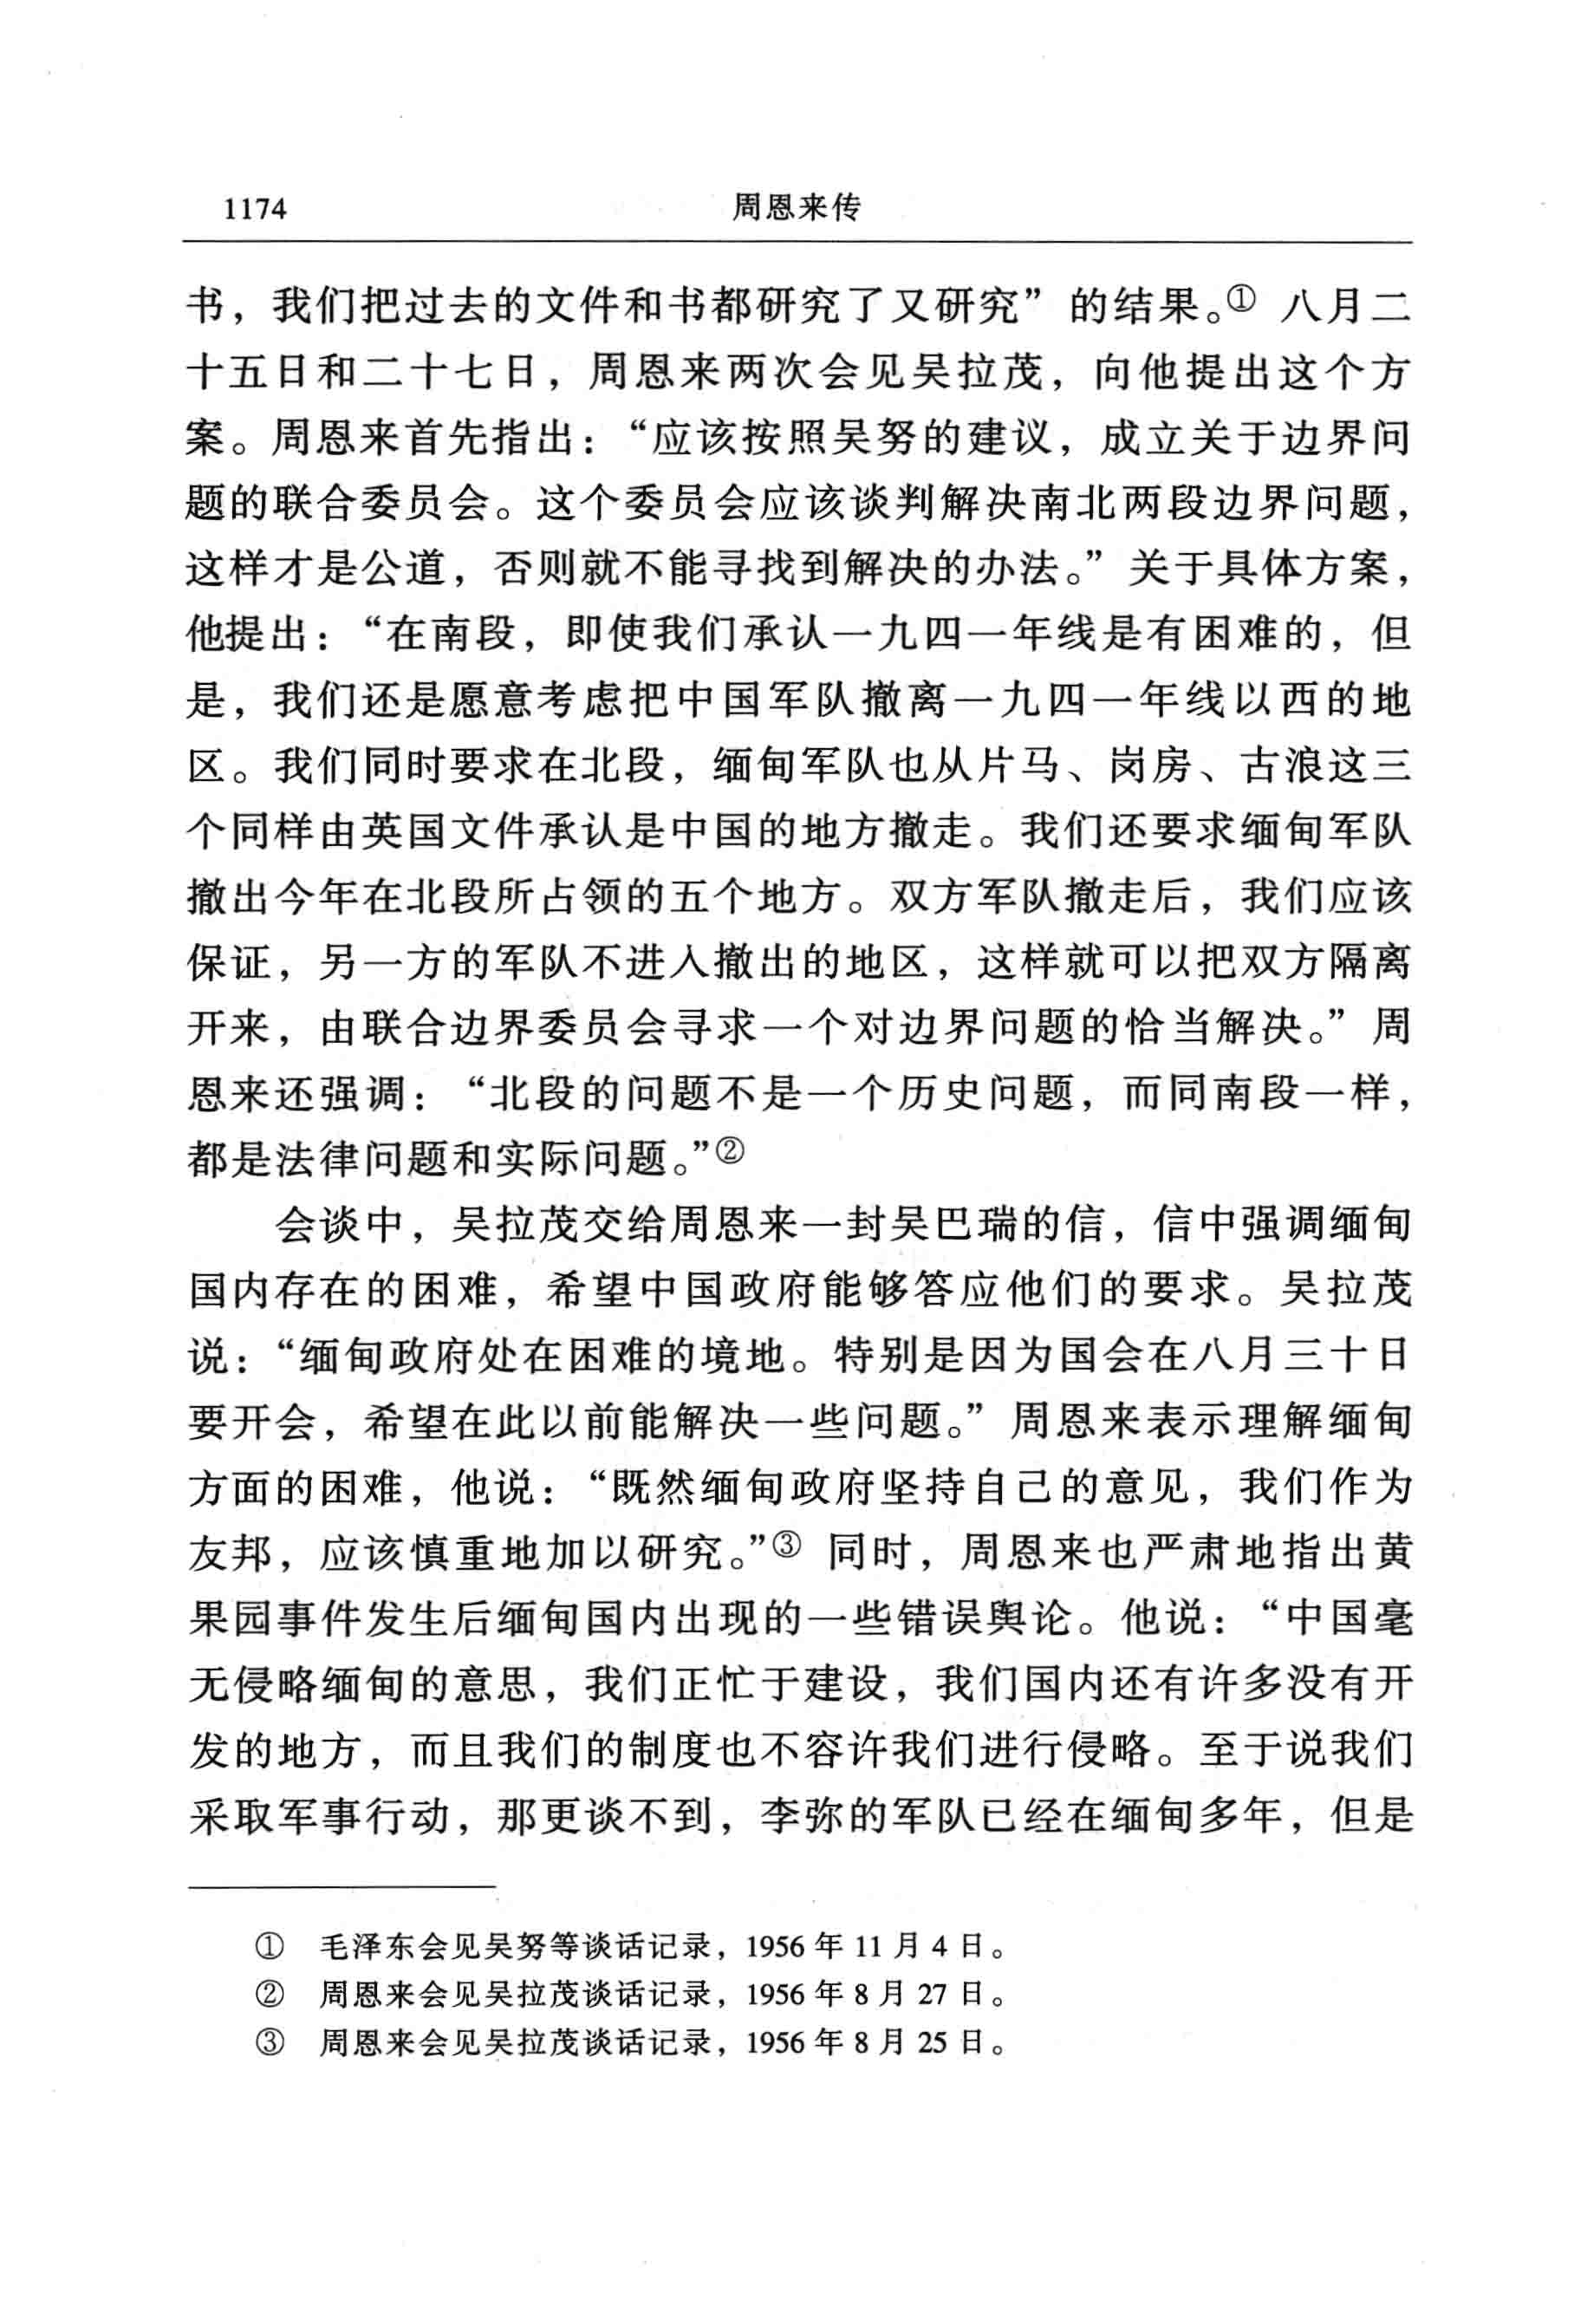 1174 周恩来传
书，我们把过去的文件和书都研究了又研究”的结果。① 八月二
十五日和二十七日，周恩来两次会见吴拉茂，向他提出这个方
案。周恩来首先指出：“应该按照吴努的建议，成立关于边界问
题的联合委员会。这个委员会应该谈判解决南北两段边界问题，
这样才是公道，否则就不能寻找到解决的办法。”关于具体方案，
他提出：“在南段，即使我们承认一九四一年线是有困难的，但
是，我们还是愿意考虑把中国军队撤离一九四一年线以西的地
区。我们同时要求在北段，缅甸军队也从片马、岗房、古浪这三
个同样由英国文件承认是中国的地方撤走。我们还要求缅甸军队
撤出今年在北段所占领的五个地方。双方军队撤走后，我们应该
保证，另一方的军队不进入撤出的地区，这样就可以把双方隔离
开来，由联合边界委员会寻求一个对边界问题的恰当解决。”周
恩来还强调：“北段的问题不是一个历史问题，而同南段一样，
都是法律问题和实际问题。”②
会谈中，吴拉茂交给周恩来一封吴巴瑞的信，信中强调缅甸
国内存在的困难，希望中国政府能够答应他们的要求。吴拉茂
说：“缅甸政府处在困难的境地。特别是因为国会在八月三十日
要开会，希望在此以前能解决一些问题。”周恩来表示理解缅甸
方面的困难，他说：“既然缅甸政府坚持自己的意见，我们作为
友邦，应该慎重地加以研究。”③ 同时，周恩来也严肃地指出黄
果园事件发生后缅甸国内出现的一些错误舆论。他说：“中国毫
无侵略缅甸的意思，我们正忙于建设，我们国内还有许多没有开
发的地方，而且我们的制度也不容许我们进行侵略。至于说我们
采取军事行动，那更谈不到，李弥的军队已经在缅甸多年，但是
① 毛泽东会见吴努等谈话记录，1956 年 11 月 4 日。
② 周恩来会见吴拉茂谈话记录，1956 年 8 月 27 日。
③ 周恩来会见吴拉茂谈话记录，1956 年 8 月 25 日。